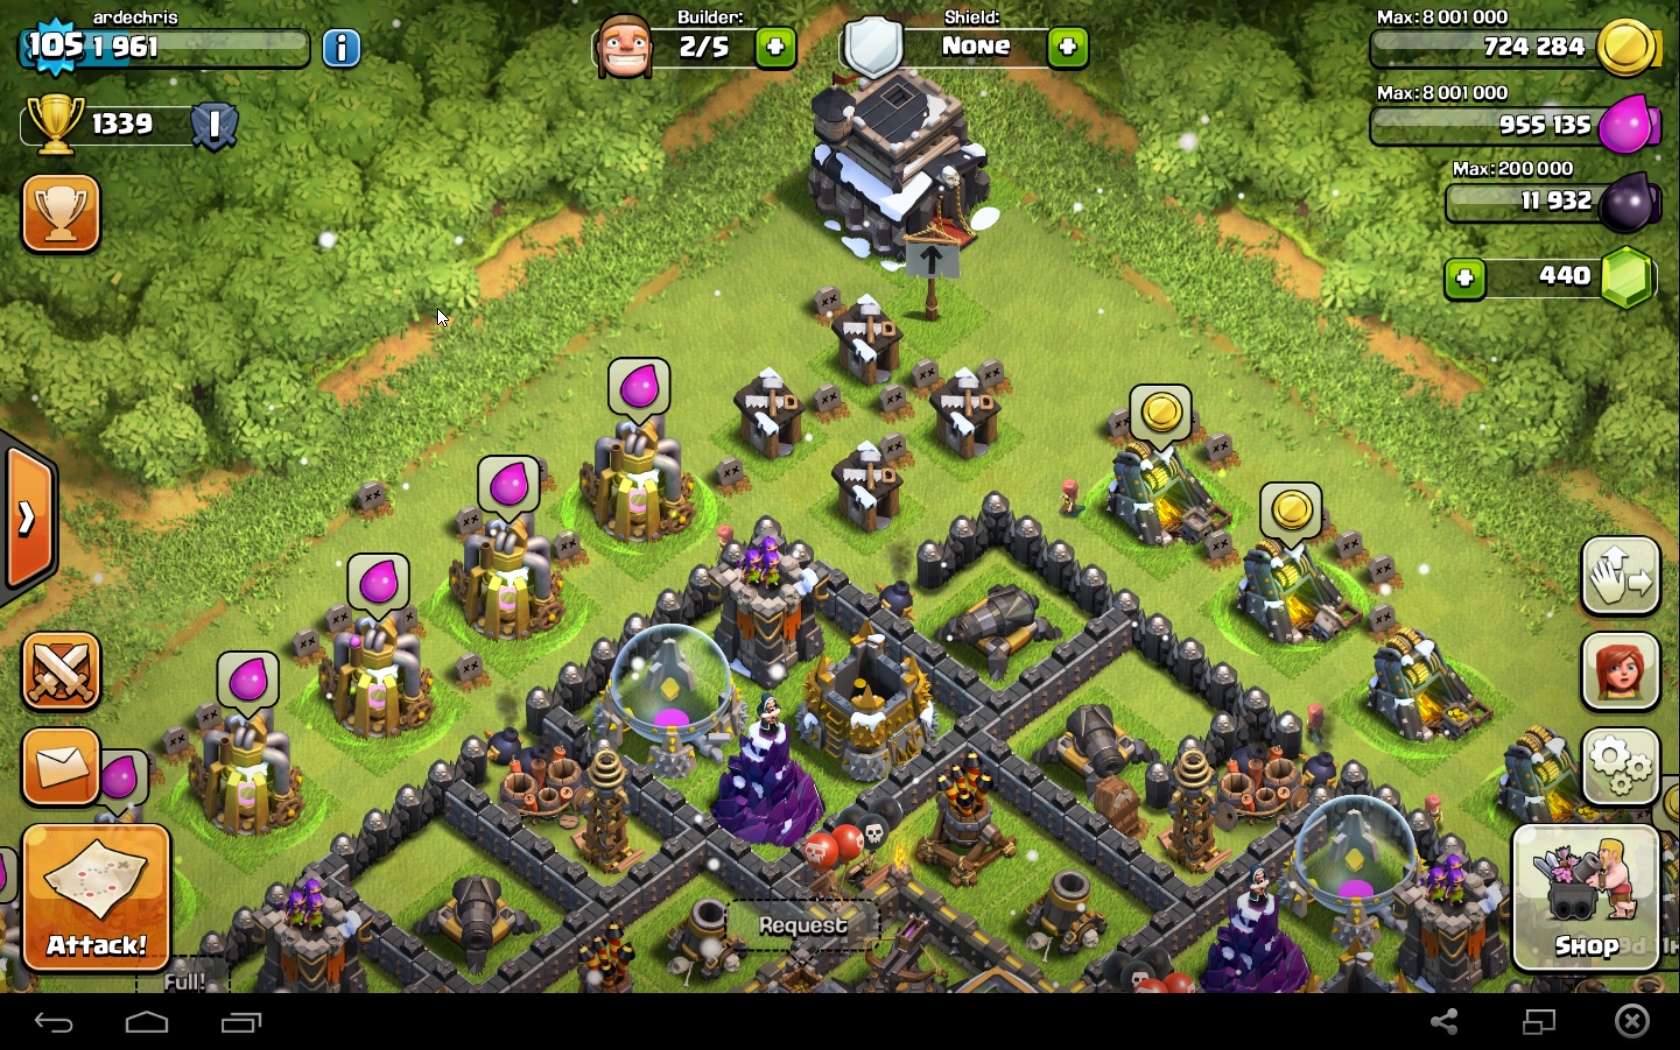 ardechris
105 1 961
i
Builder:
2/5
Shield:
None
Max: 8 001 000
724 284
Max: 8 001 000
955 135
Max: 200 000
11 932
440
1339
Request
Attack!
Full!
Shop